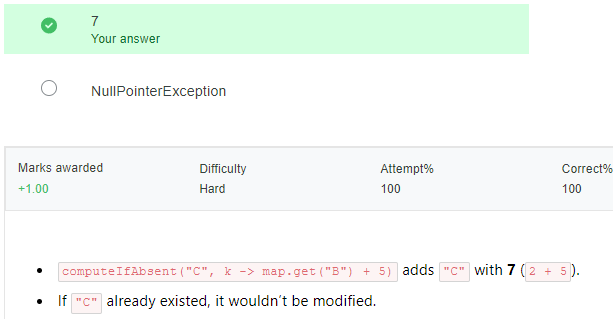 7
Your answer
NullPointerException
Marks awarded Difficulty Attempt% Correct%
+1.00 Hard 100 100
computeIfAbsent("C", k -> map.get("B") + 5) adds "C" with 7 (2 + 5).
If "C" already existed, it wouldn't be modified.